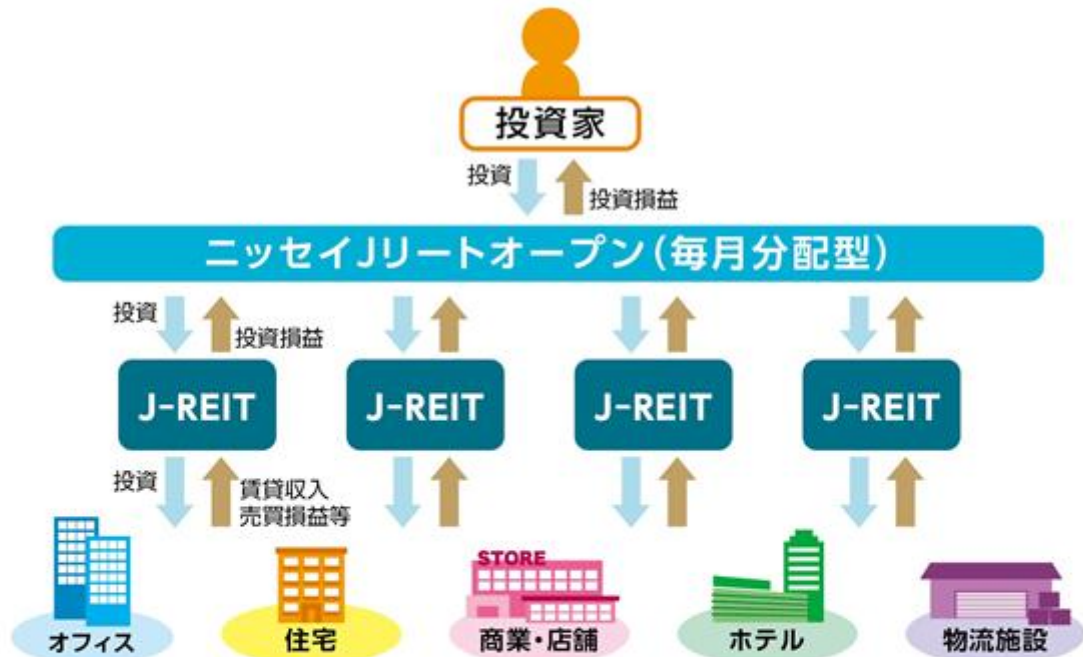 投資家
投資
投資損益
ニッセイJリートオープン(毎月分配型)
投資
投資損益
J-REIT
J-REIT
J-REIT
J-REIT
投資
賃貸収入
売買損益等
STORE
オフィス
住宅
商業・店舗
ホテル
物流施設